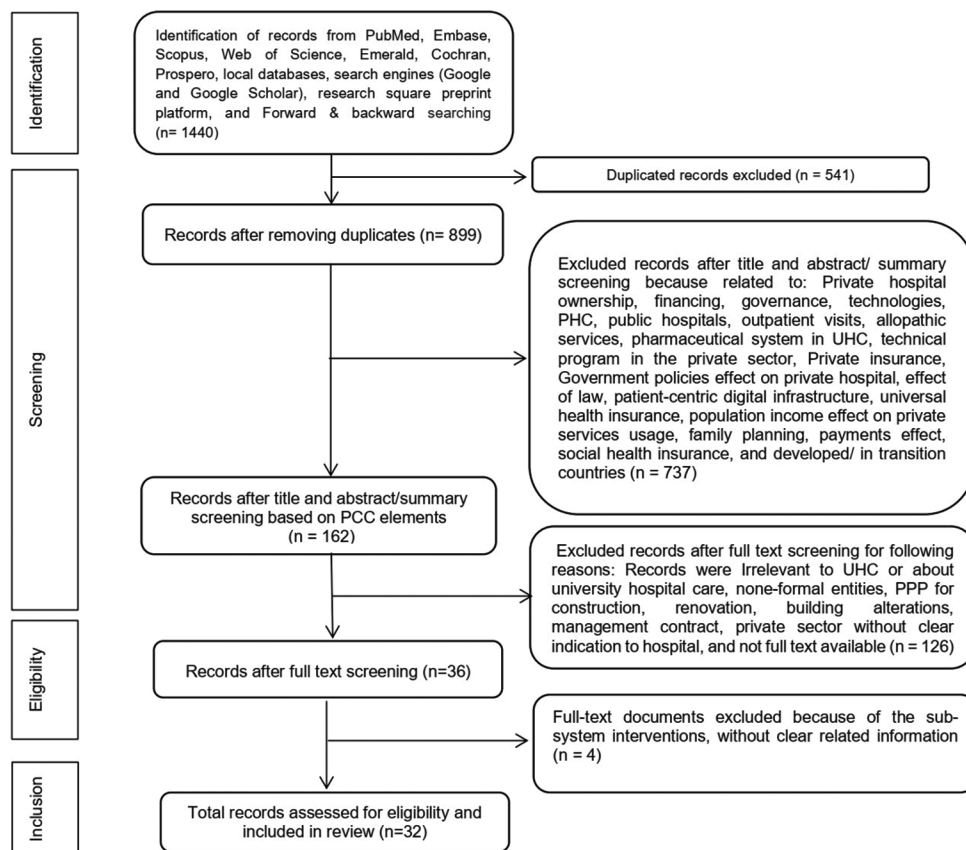 Identification
Identification of records from PubMed, Embase,
Scopus, Web of Science, Emerald, Cochran,
Prospero, local databases, search engines (Google
and Google Scholar), research square preprint
platform, and Forward & backward searching
(n= 1440)
Duplicated records excluded (n = 541)
Screening
Records after removing duplicates (n= 899)
Excluded records after title and abstract/ summary
screening because related to: Private hospital
ownership, financing, governance, technologies,
PHC, public hospitals, outpatient visits, allopathic
services, pharmaceutical system in UHC, technical
program in the private sector, Private insurance,
Government policies effect on private hospital, effect
of law, patient-centric digital infrastructure, universal
health insurance, population income effect on private
services usage, family planning, payments effect,
social health insurance, and developed/ in transition
countries (n = 737)
Records after title and abstract/summary
screening based on PCC elements
(n = 162)
Excluded records after full text screening for following
reasons: Records were Irrelevant to UHC or about
university hospital care, none-formal entities, PPP for
construction, renovation, building alterations,
management contract, private sector without clear
indication to hospital, and not full text available (n = 126)
Eligibility
Records after full text screening (n=36)
Full-text documents excluded because of the sub-
system interventions, without clear related information
(n = 4)
Inclusion
Total records assessed for eligibility and
included in review (n=32)